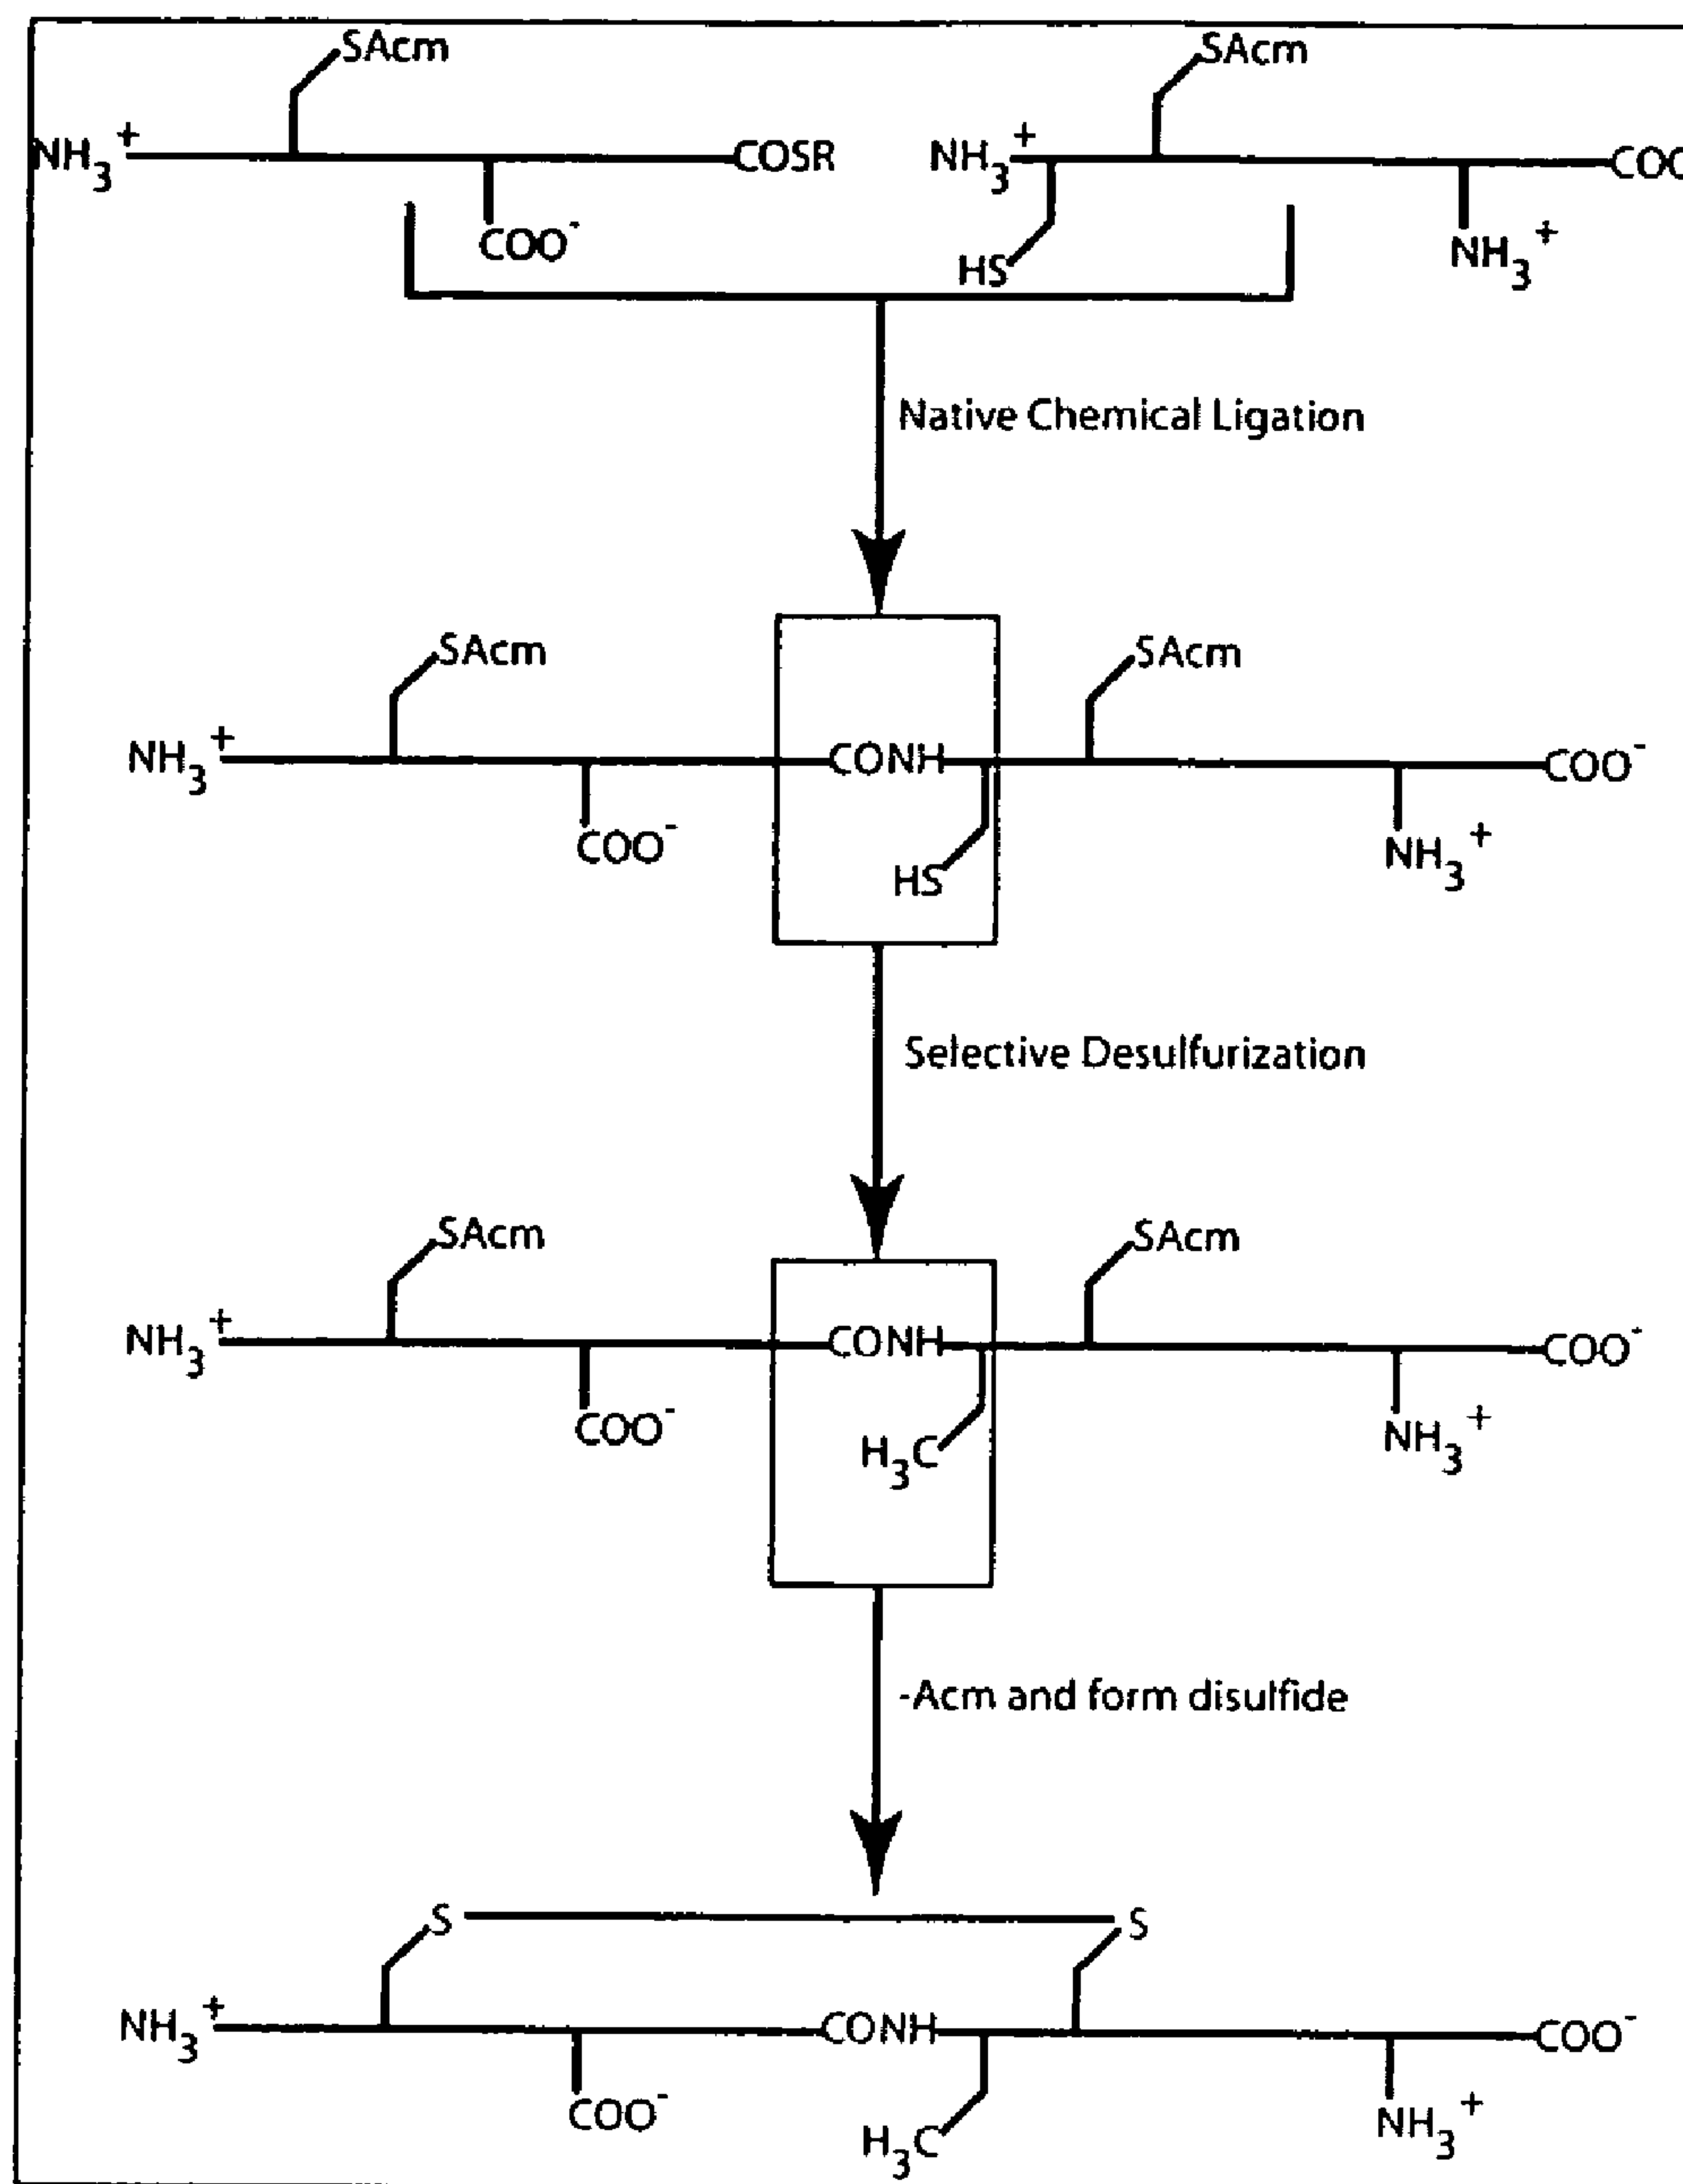 SAcm SAcm
NH3+ COSR NH3+ COO
COO- HS NH3+
Native Chemical Ligation
SAcm SAcm
NH3+ CONH COO-
COO- HS NH3+
Selective Desulfurization
SAcm SAcm
NH3+ CONH COO-
COO- H3C NH3+
-Acm and form disulfide
S S
NH3+ CONH COO-
COO- H3C NH3+